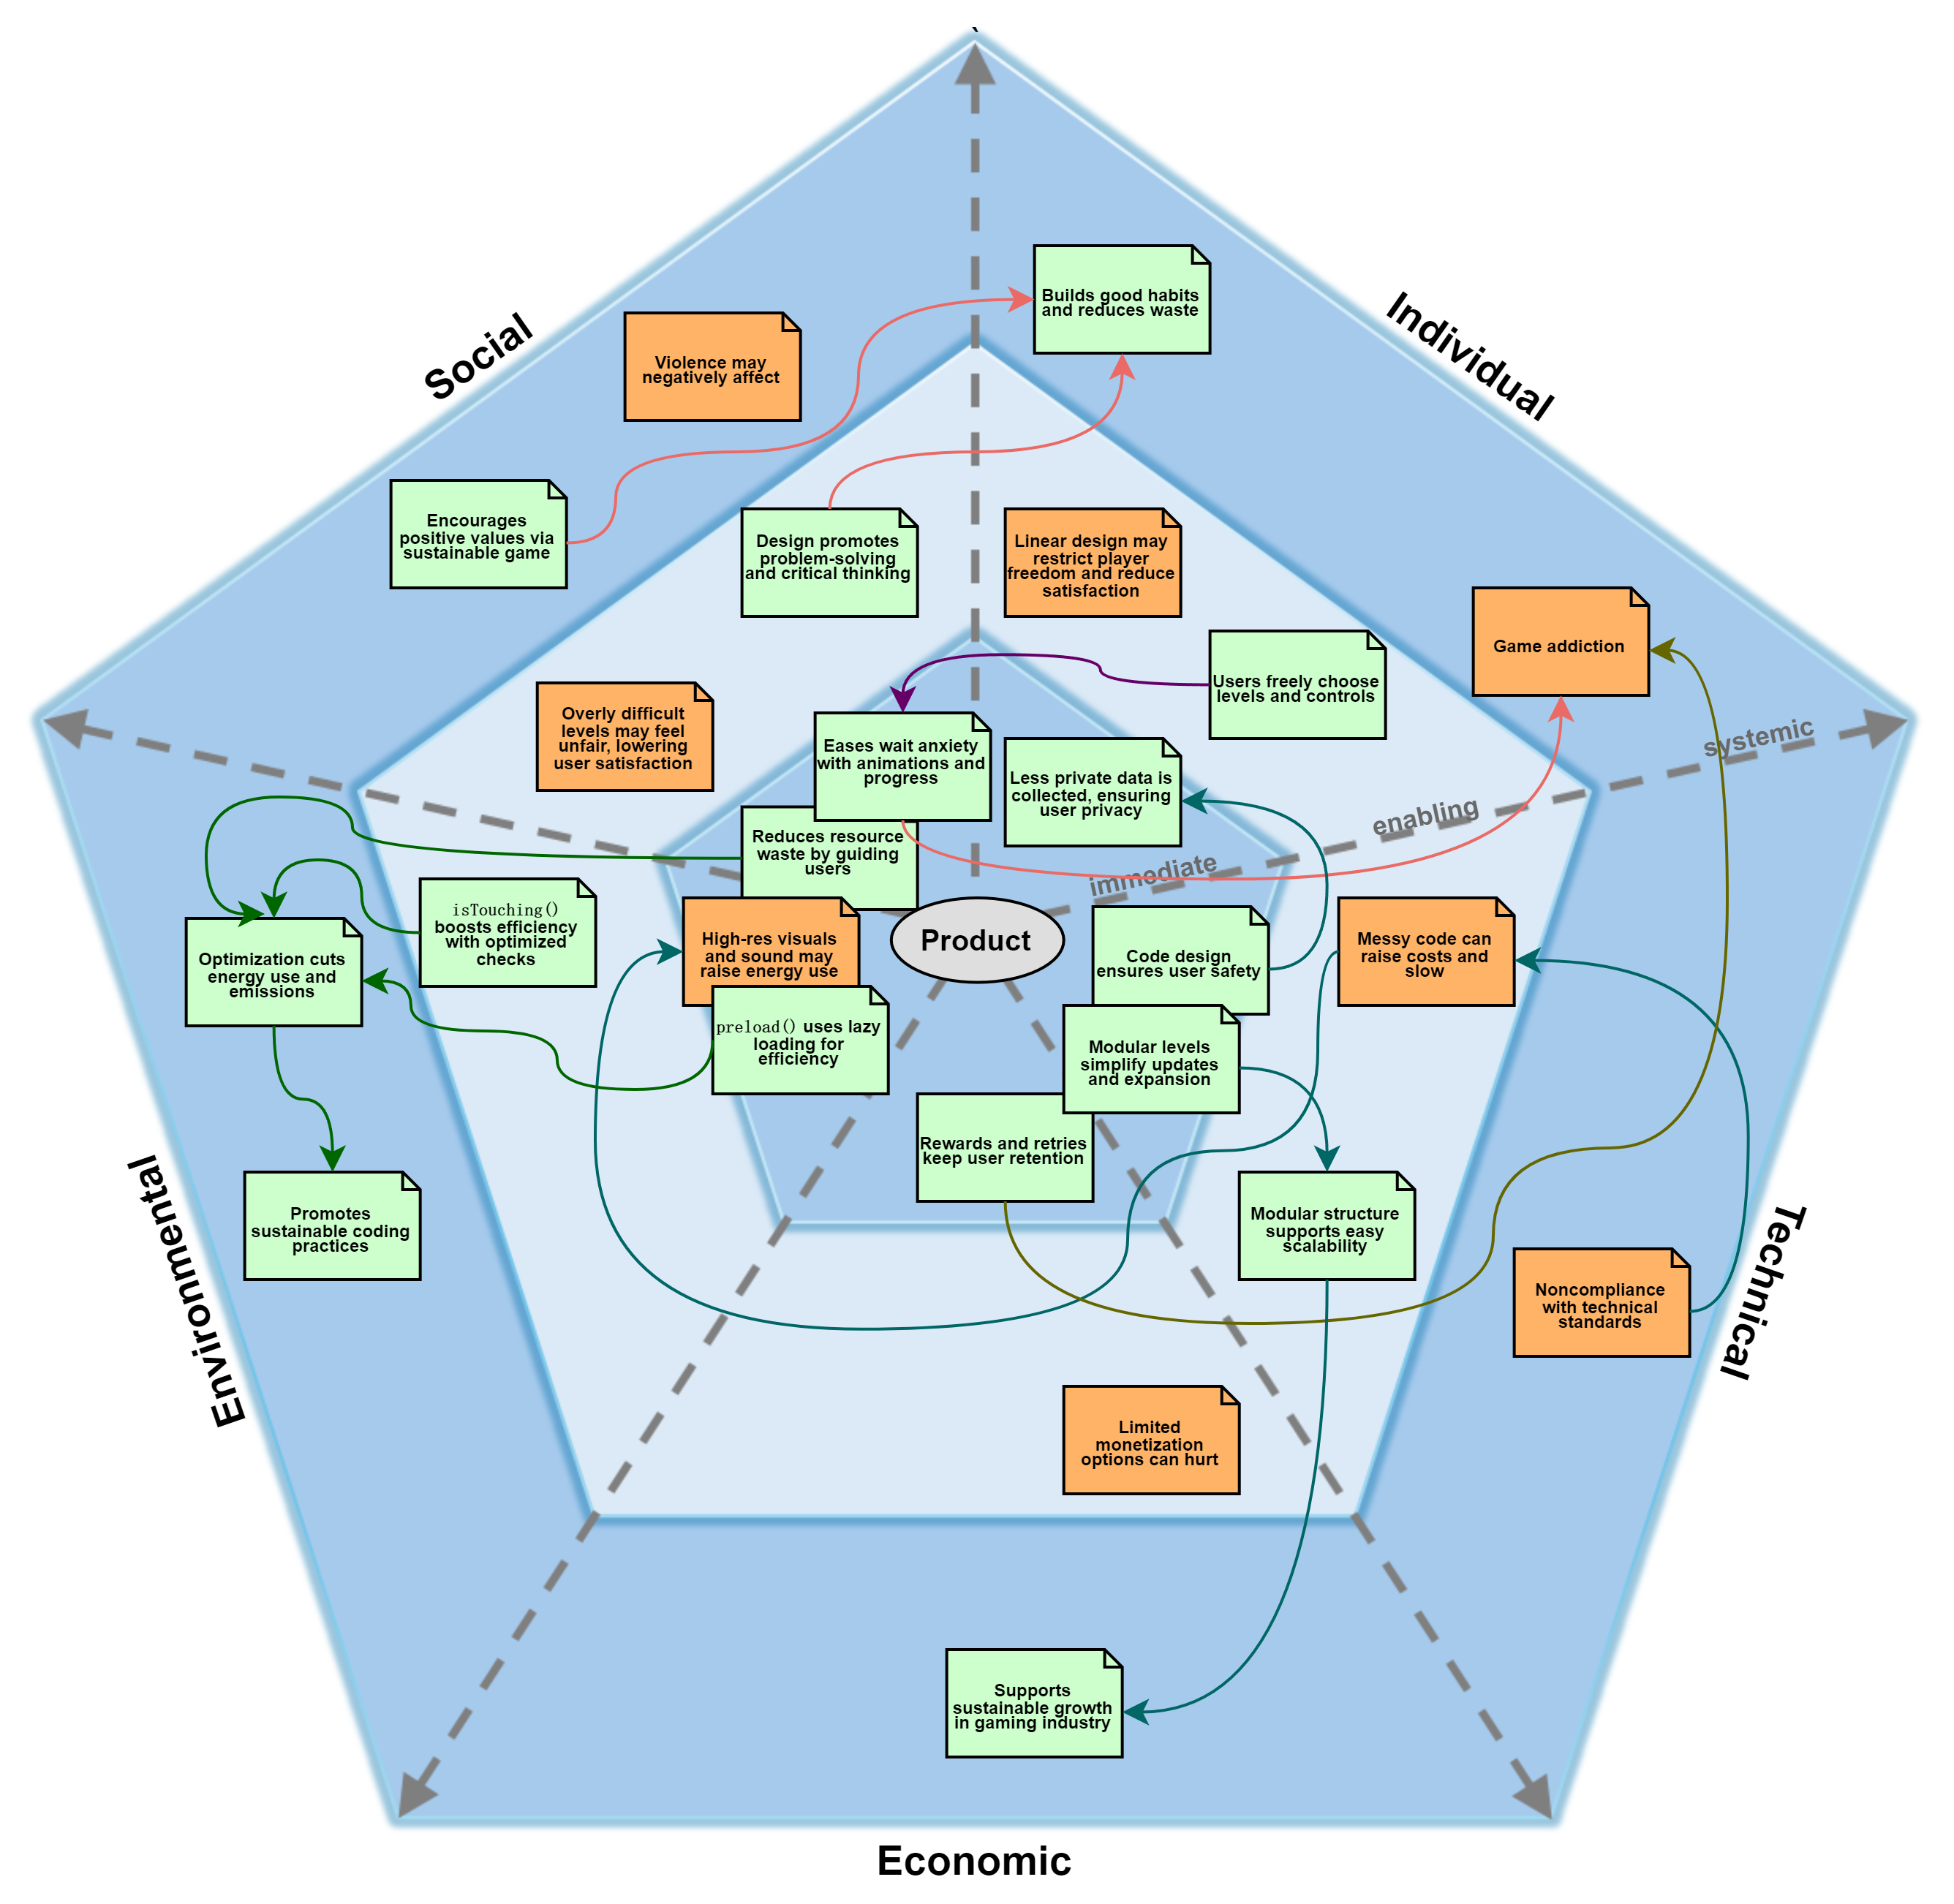 Social
Individual
Builds good habits
and reduces waste
Violence may
negatively affect
Encourages
positive values via
sustainable game
Design promotes
problem-solving
and critical thinking
Linear design may
restrict player
freedom and reduce
satisfaction
Game addiction
Users freely choose
levels and controls
Overly difficult
levels may feel
unfair, lowering
user satisfaction
Eases wait anxiety
with animations and
progress
Less private data is
collected, ensuring
user privacy
systemic
enabling
immediate
Reduces resource
waste by guiding
users
isTouching()
boosts efficiency
with optimized
checks
Optimization cuts
energy use and
emissions
High-res visuals
and sound may
raise energy use
Product
Code design
ensures user safety
Messy code can
raise costs and
slow
preload() uses lazy
loading for
efficiency
Modular levels
simplify updates
and expansion
Rewards and retries
keep user retention
Promotes
sustainable coding
practices
Modular structure
supports easy
scalability
Noncompliance
with technical
standards
Environmental
Technical
Limited
monetization
options can hurt
Supports
sustainable growth
in gaming industry
Economic